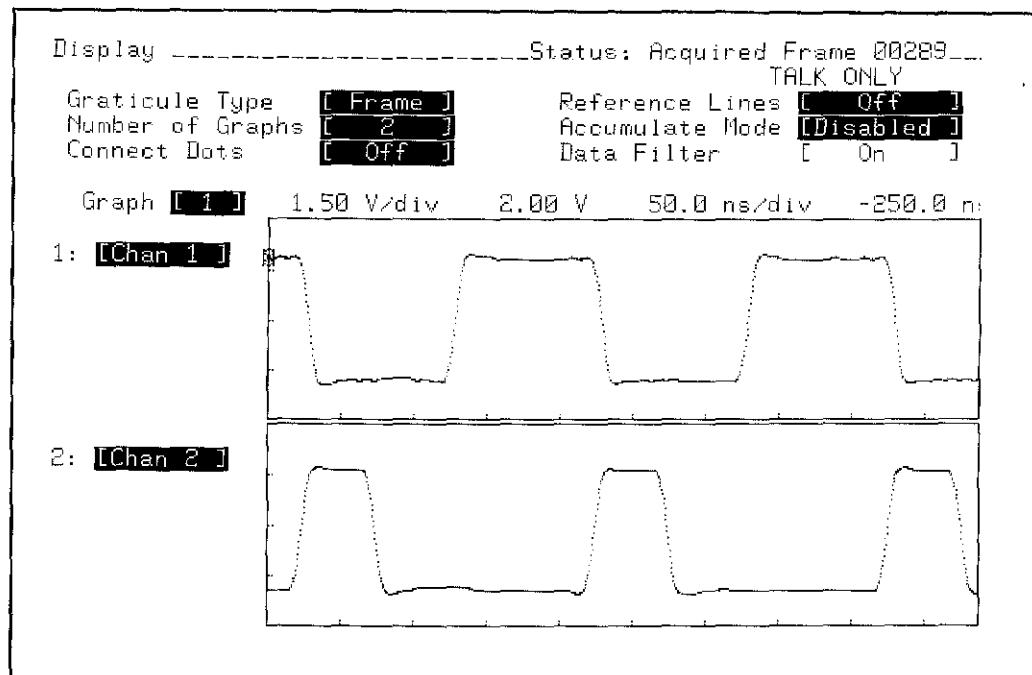 Display _________________________Status: Acquired Frame 00289___
TALK ONLY
Graticule Type [ Frame ] Reference Lines [ Off ]
Number of Graphs [ 2 ] Accumulate Mode [Disabled ]
Connect Dots [ Off ] Data Filter [ On ]
Graph [ 1 ] 1.50 V/div 2.00 V 50.0 ns/div -250.0 n
1: [Chan 1 ]
2: [Chan 2 ]